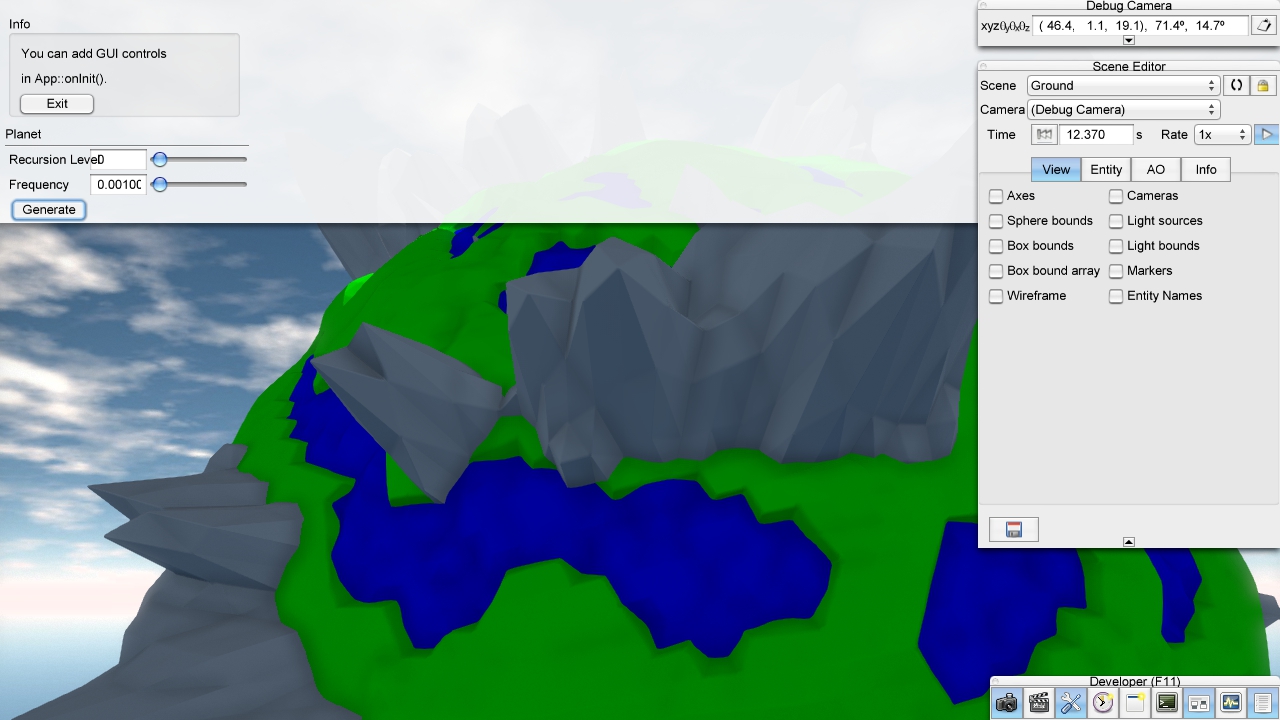 Info
You can add GUI controls
in App::onInit().
Exit
Planet
Recursion Level
Frequency 0.00100
Generate
Debug Camera
( 46.4, 1.1, 19.1), 71.4º, 14.7º
Scene Editor
Scene Ground
Camera (Debug Camera)
Time 12.370 s Rate 1x
View Entity AO Info
Axes Cameras
Sphere bounds Light sources
Box bounds Light bounds
Box bound array Markers
Wireframe Entity Names
Developer (F11)